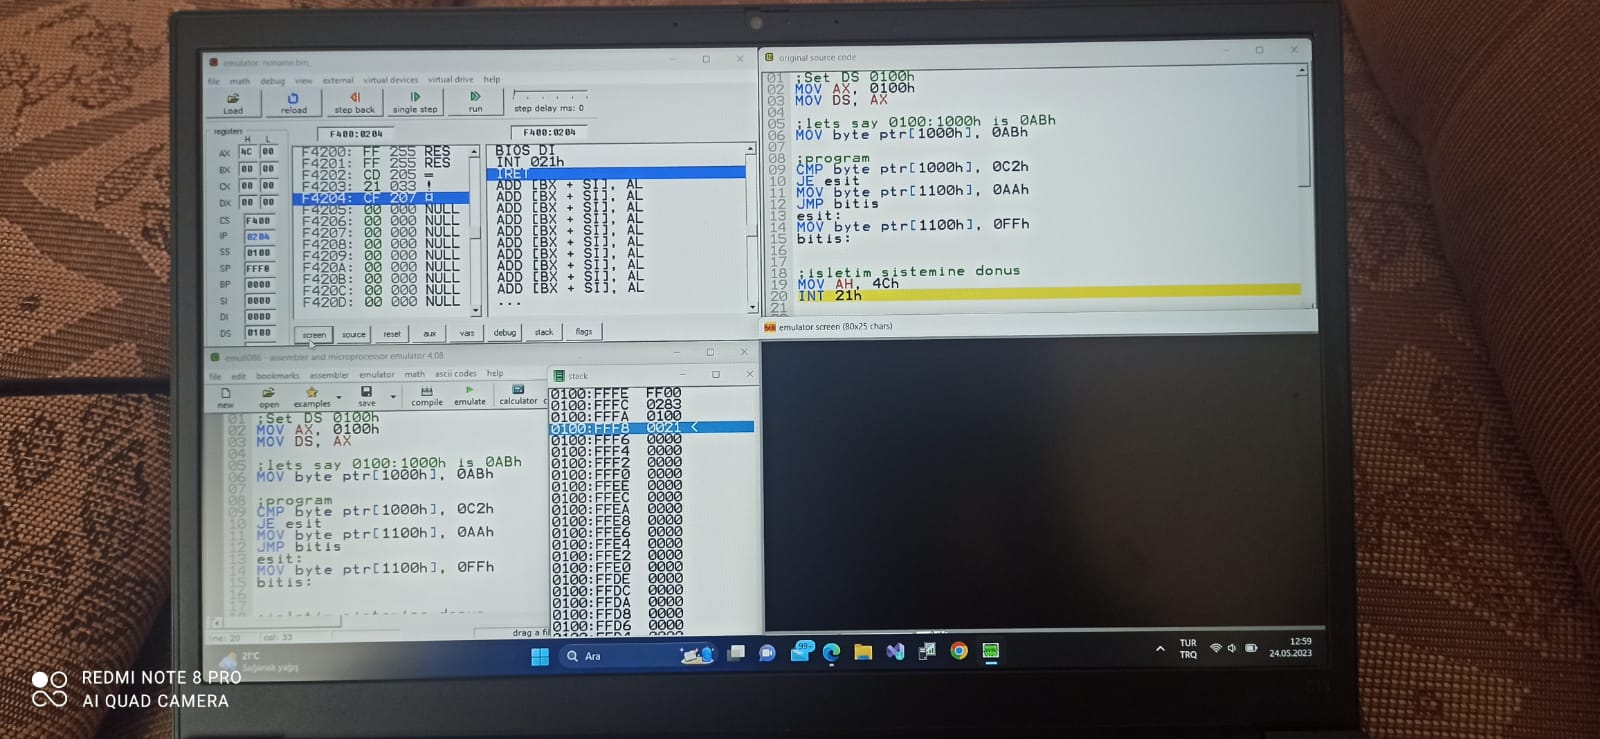 emulator: noname.bin_
file math debug view external virtual devices virtual drive help
Load reload step back single step run step delay ms: 0
registers
H L
F400:0204 F400:0204
AX 4C 00
BX 00 00
CX 00 00
DX 00 00
CS F400
IP 0204
SS 0100
SP FFF8
BP 0000
SI 0000
DI 0000
DS 0100
F4200: FF 255 RES
F4201: FF 255 RES
F4202: CD 205 =
F4203: 21 033 !
F4204: CF 207 ¤
F4205: 00 000 NULL
F4206: 00 000 NULL
F4207: 00 000 NULL
F4208: 00 000 NULL
F4209: 00 000 NULL
F420A: 00 000 NULL
F420B: 00 000 NULL
F420C: 00 000 NULL
F420D: 00 000 NULL
BIOS DI
INT 021h
IRET
ADD [BX + SI], AL
ADD [BX + SI], AL
ADD [BX + SI], AL
ADD [BX + SI], AL
ADD [BX + SI], AL
ADD [BX + SI], AL
ADD [BX + SI], AL
ADD [BX + SI], AL
ADD [BX + SI], AL
ADD [BX + SI], AL
...
screen source reset aux vars debug stack flags
original source code
01 ;Set DS 0100h
02 MOV AX, 0100h
03 MOV DS, AX
04
05 ;lets say 0100:1000h is 0ABh
06 MOV byte ptr[1000h], 0ABh
07
08 ;program
09 CMP byte ptr[1000h], 0C2h
10 JE esit
11 MOV byte ptr[1100h], 0AAh
12 JMP bitis
13 esit:
14 MOV byte ptr[1100h], 0FFh
15 bitis:
16
17
18 ;isletim sistemine donus
19 MOV AH, 4Ch
20 INT 21h
21
emulator screen (80x25 chars)
emu8086 - assembler and microprocessor emulator 4.08
file edit bookmarks assembler emulator math ascii codes help
new open examples save compile emulate calculator c
01 ;Set DS 0100h
02 MOV AX, 0100h
03 MOV DS, AX
04
05 ;lets say 0100:1000h is 0ABh
06 MOV byte ptr[1000h], 0ABh
07
08 ;program
09 CMP byte ptr[1000h], 0C2h
10 JE esit
11 MOV byte ptr[1100h], 0AAh
12 JMP bitis
13 esit:
14 MOV byte ptr[1100h], 0FFh
15 bitis:
16
17
line: 20 col: 33
drag a fil
stack
0100:FFFE FF00
0100:FFFC 0283
0100:FFFA 0100
0100:FFF8 0021 <
0100:FFF6 0000
0100:FFF4 0000
0100:FFF2 0000
0100:FFF0 0000
0100:FFEE 0000
0100:FFEC 0000
0100:FFEA 0000
0100:FFE8 0000
0100:FFE6 0000
0100:FFE4 0000
0100:FFE2 0000
0100:FFE0 0000
0100:FFDE 0000
0100:FFDC 0000
0100:FFDA 0000
0100:FFD8 0000
0100:FFD6 0000
21°C
Sağanak yağış
Ara
99+
TUR
TRQ
12:59
24.05.2023
REDMI NOTE 8 PRO
AI QUAD CAMERA